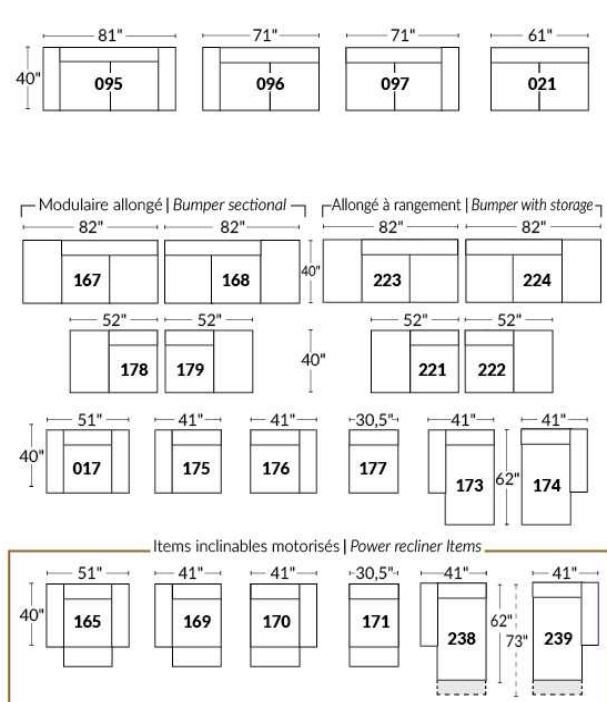 81" 71" 71" 61"
40" 095 096 097 021
Modulaire allongé | Bumper sectional Allongé à rangement | Bumper with storage
82" 82" 82" 82"
167 168 40" 223 224
52" 52" 52" 52"
178 179 40" 221 222
51" 41" 41" 30,5" 41" 41"
40" 017 175 176 177 173 62" 174
Items inclinables motorisés | Power recliner Items
51" 41" 41" 30,5" 41" 41"
40" 165 169 170 171 238 62" 73" 239